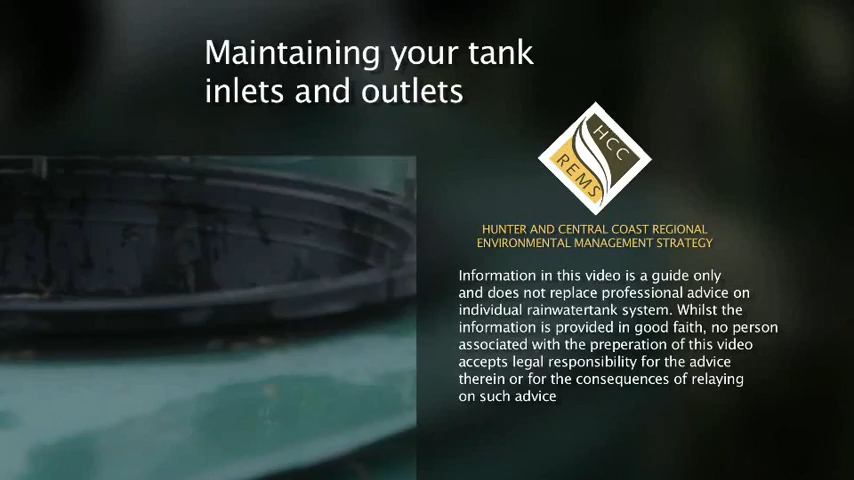 Maintaining your tank
inlets and outlets
HCC
REMS
HUNTER AND CENTRAL COAST REGIONAL
ENVIRONMENTAL MANAGEMENT STRATEGY
Information in this video is a guide only
and does not replace professional advice on
individual rainwatertank system. Whilst the
information is provided in good faith, no person
associated with the preperation of this video
accepts legal responsibility for the advice
therein or for the consequences of relaying
on such advice